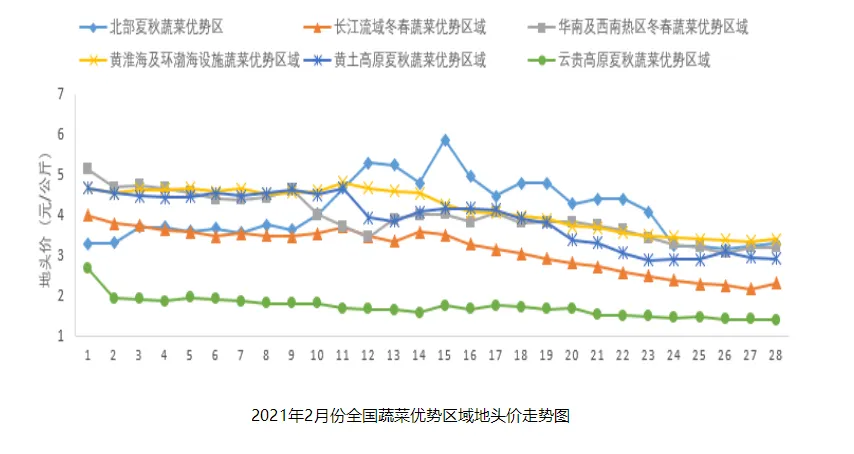 北部夏秋蔬菜优势区 长江流域冬春蔬菜优势区域 华南及西南热区冬春蔬菜优势区域
黄淮海及环渤海设施蔬菜优势区域 黄土高原夏秋蔬菜优势区域 云贵高原夏秋蔬菜优势区域
地头价（元/公斤）
7
6
5
4
3
2
1
1 2 3 4 5 6 7 8 9 10 11 12 13 14 15 16 17 18 19 20 21 22 23 24 25 26 27 28
2021年2月份全国蔬菜优势区域地头价走势图